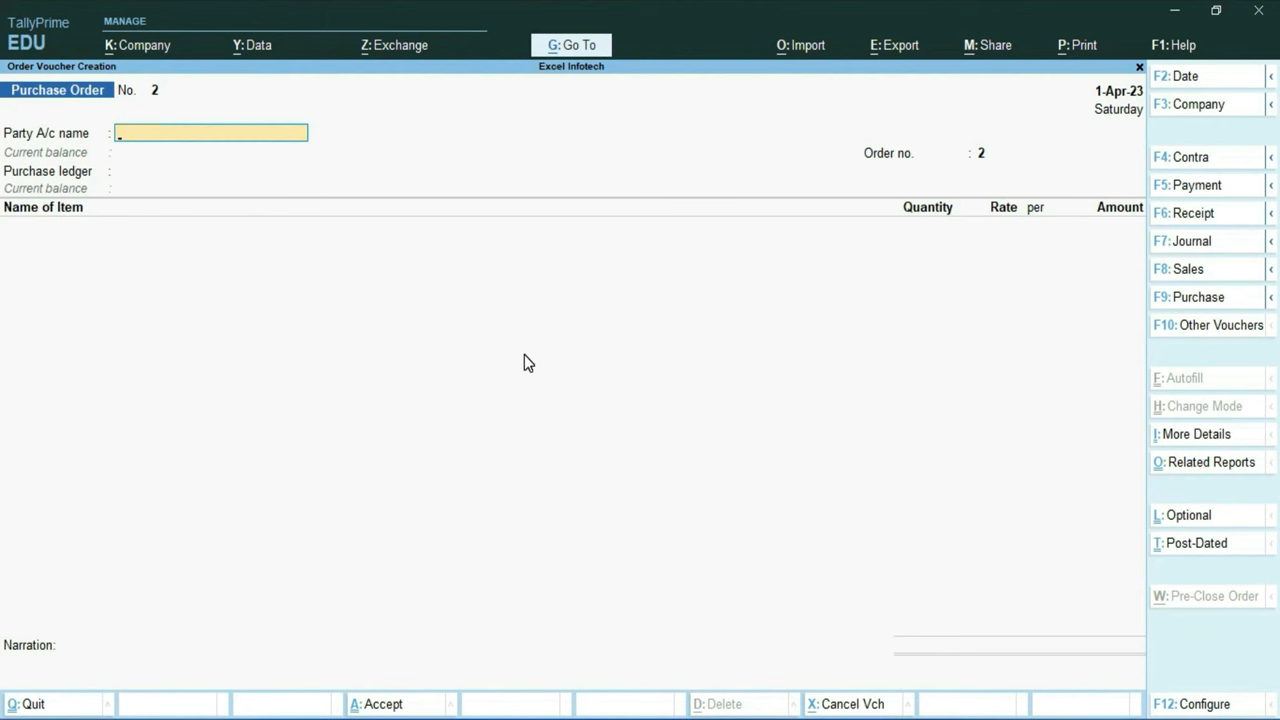 TallyPrime
EDU
MANAGE
K: Company
Y: Data
Z: Exchange
G: Go To
O: Import
E: Export
M: Share
P: Print
F1: Help
Order Voucher Creation
Excel Infotech
x
Purchase Order No. 2
1-Apr-23
Saturday
Party A/c name :
Current balance :
Order no. : 2
Purchase ledger :
Current balance :
Name of Item Quantity Rate per Amount
Narration:
F2: Date
F3: Company
F4: Contra
F5: Payment
F6: Receipt
F7: Journal
F8: Sales
F9: Purchase
F10: Other Vouchers
F: Autofill
H: Change Mode
I: More Details
O: Related Reports
L: Optional
T: Post-Dated
W: Pre-Close Order
Q: Quit
A: Accept
D: Delete
X: Cancel Vch
F12: Configure